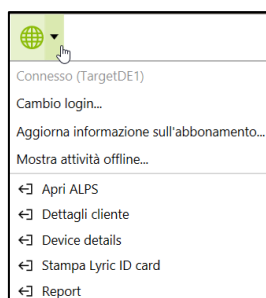 Connesso (TargetDE1)
Cambio login...
Aggiorna informazione sull'abbonamento...
Mostra attività offline...
Apri ALPS
Dettagli cliente
Device details
Stampa Lyric ID card
Report